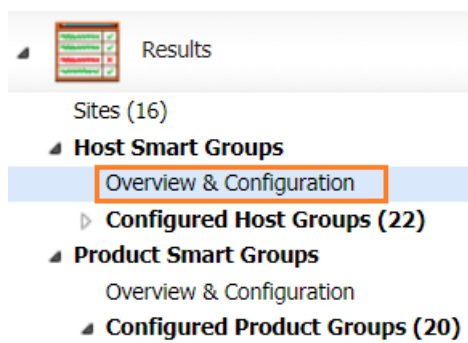 Results
Sites (16)
Host Smart Groups
Overview & Configuration
Configured Host Groups (22)
Product Smart Groups
Overview & Configuration
Configured Product Groups (20)